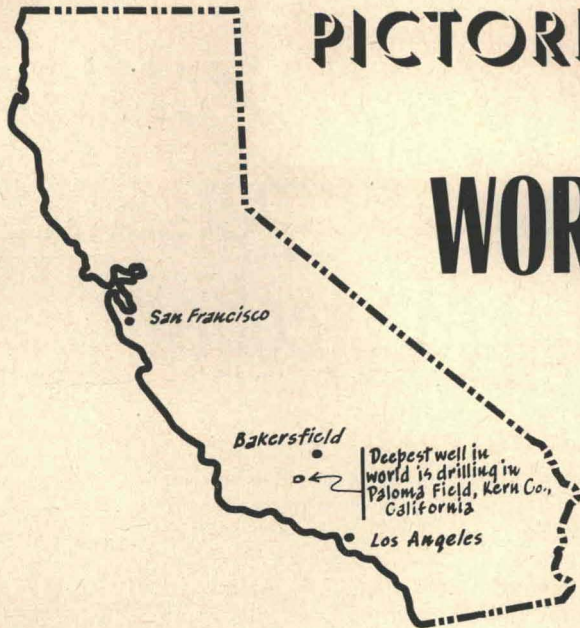 PICTORI
WOR
San Francisco
Bakersfield
Deepest well in
world is drilling in
Paloma Field, Kern Co.,
California
Los Angeles